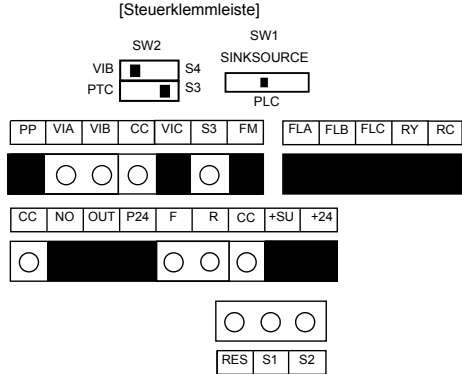 [Steuerklemmleiste]
SW2
SW1
SINKSOURCE
VIB S4
PTC S3
PLC
PP VIA VIB CC VIC S3 FM FLA FLB FLC RY RC
CC NO OUT P24 F R CC +SU +24
RES S1 S2